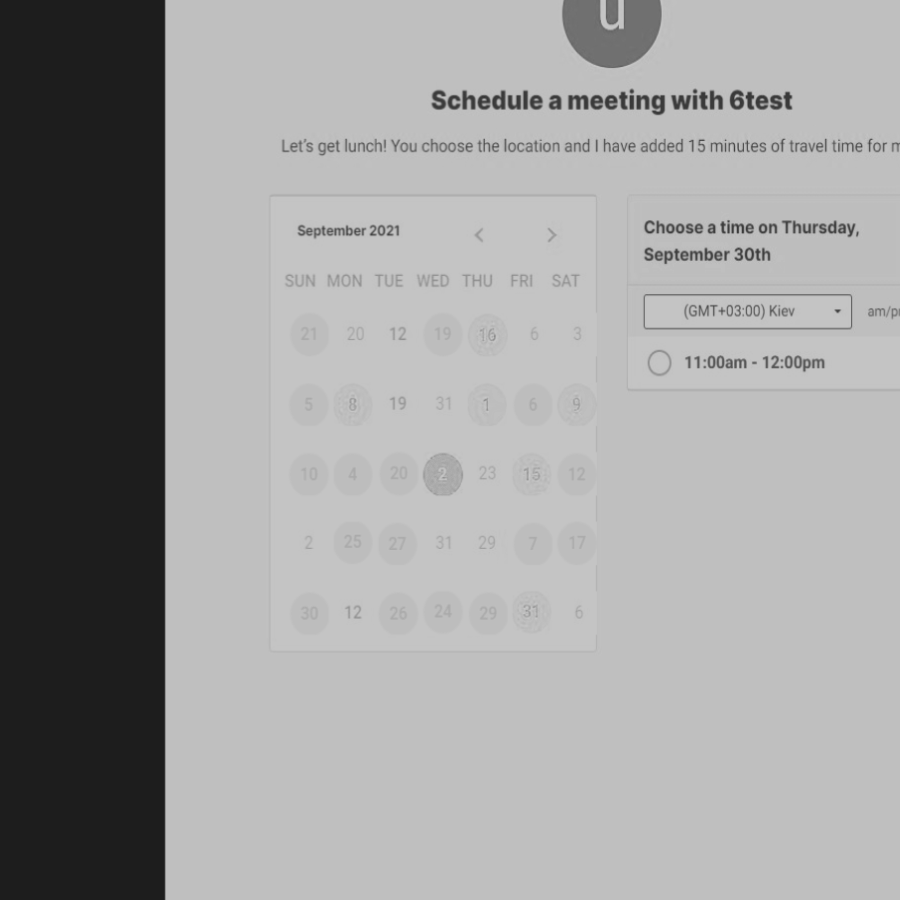 u
Schedule a meeting with 6test
Let's get lunch! You choose the location and I have added 15 minutes of travel time for
September 2021
SUN MON TUE WED THU FRI SAT
21 20 12 19 16 6 3
5 8 19 31 1 6 9
10 4 20 2 23 15 12
2 25 27 31 29 7 17
30 12 26 24 29 31 6
Choose a time on Thursday,
September 30th
(GMT+03:00) Kiev
11:00am - 12:00pm